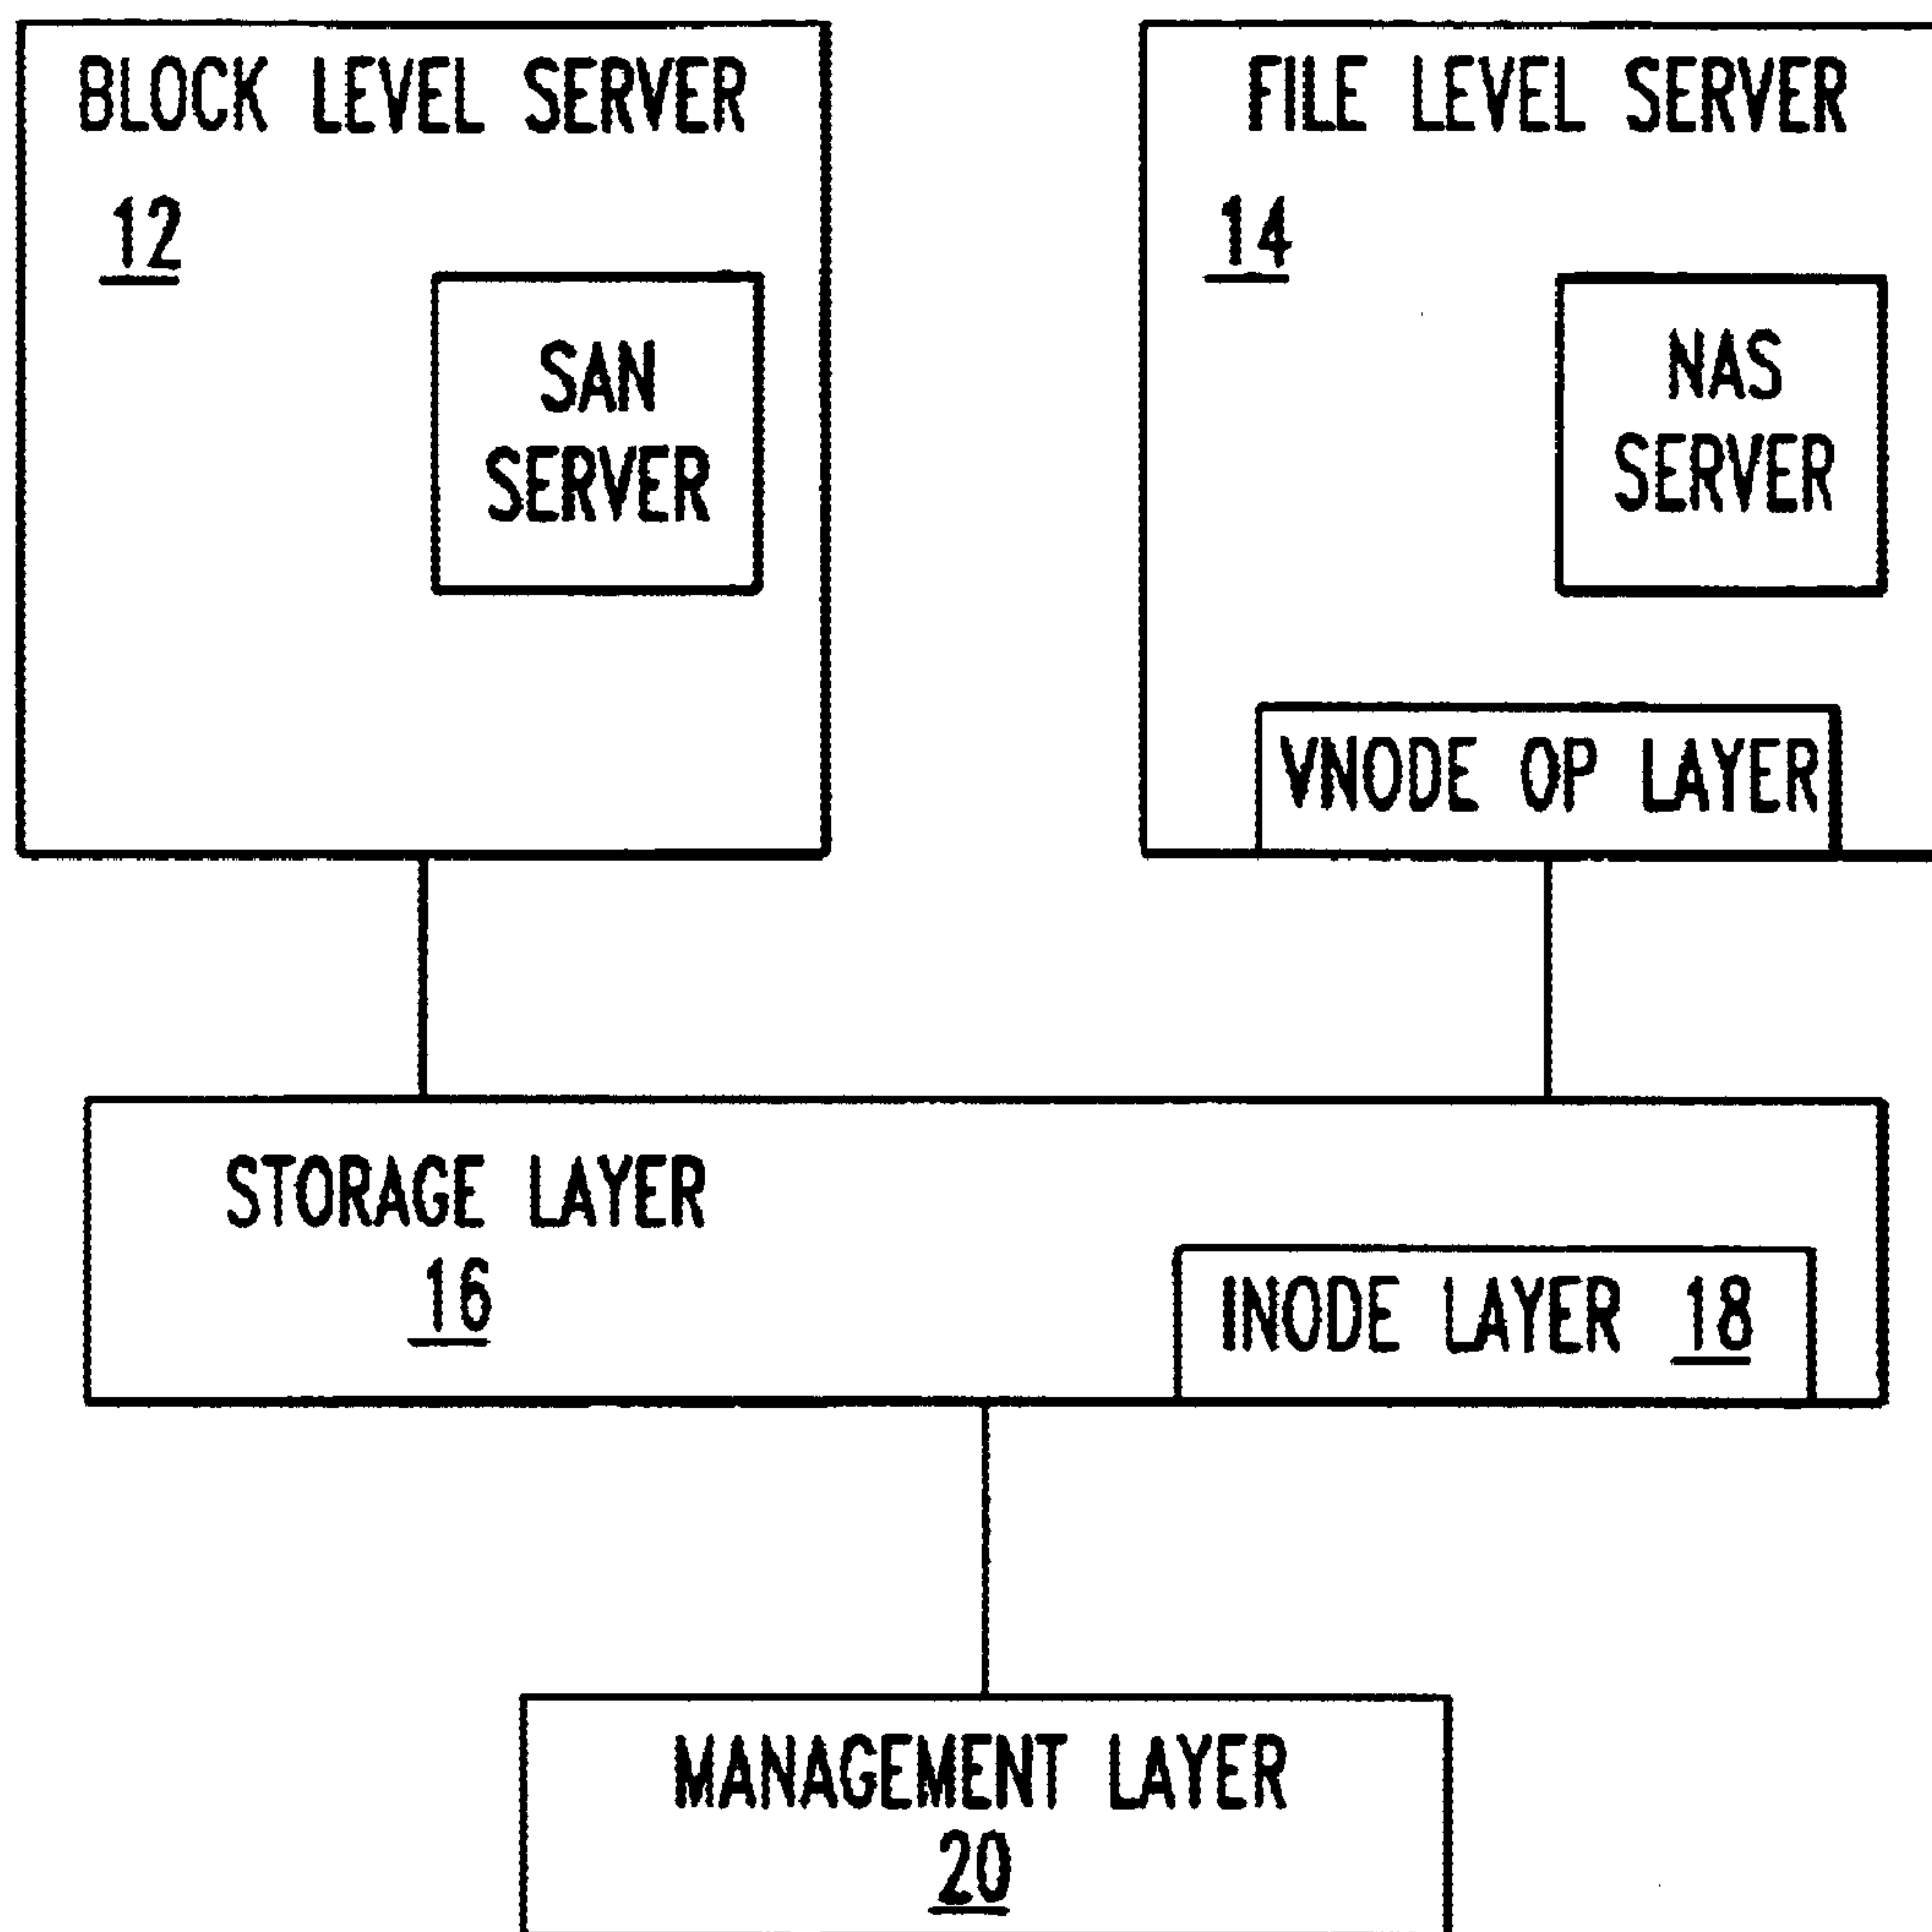 BLOCK LEVEL SERVER
12
SAN
SERVER
FILE LEVEL SERVER
14
NAS
SERVER
VNODE OP LAYER
STORAGE LAYER
16
INODE LAYER 18
MANAGEMENT LAYER
20